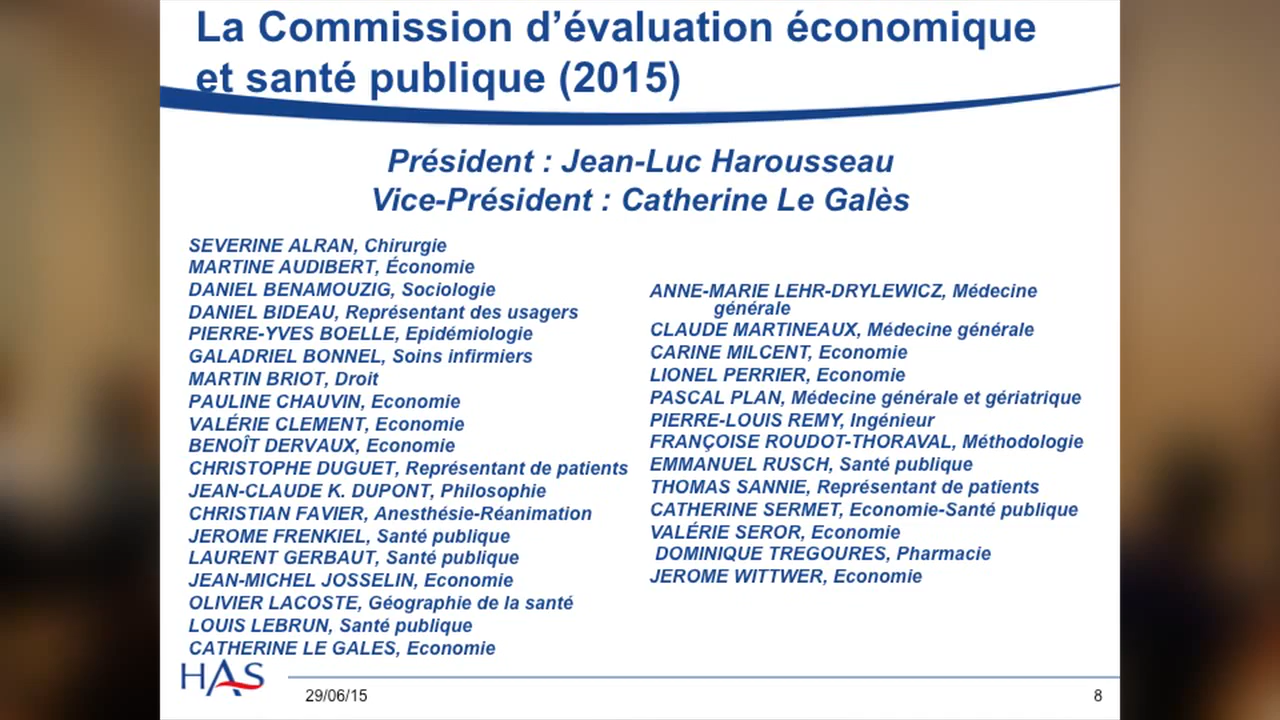 La Commission d’évaluation économique
et santé publique (2015)
Président : Jean-Luc Harousseau
Vice-Président : Catherine Le Galès
SEVERINE ALRAN, Chirurgie
MARTINE AUDIBERT, Économie
DANIEL BENAMOUZIG, Sociologie
DANIEL BIDEAU, Représentant des usagers
PIERRE-YVES BOELLE, Epidémiologie
GALADRIEL BONNEL, Soins infirmiers
MARTIN BRIOT, Droit
PAULINE CHAUVIN, Economie
VALÉRIE CLEMENT, Economie
BENOÎT DERVAUX, Economie
CHRISTOPHE DUGUET, Représentant de patients
JEAN-CLAUDE K. DUPONT, Philosophie
CHRISTIAN FAVIER, Anesthésie-Réanimation
JEROME FRENKIEL, Santé publique
LAURENT GERBAUT, Santé publique
JEAN-MICHEL JOSSELIN, Economie
OLIVIER LACOSTE, Géographie de la santé
LOUIS LEBRUN, Santé publique
CATHERINE LE GALES, Economie
ANNE-MARIE LEHR-DRYLEWICZ, Médecine
générale
CLAUDE MARTINEAUX, Médecine générale
CARINE MILCENT, Economie
LIONEL PERRIER, Economie
PASCAL PLAN, Médecine générale et gériatrique
PIERRE-LOUIS REMY, Ingénieur
FRANÇOISE ROUDOT-THORAVAL, Méthodologie
EMMANUEL RUSCH, Santé publique
THOMAS SANNIE, Représentant de patients
CATHERINE SERMET, Economie-Santé publique
VALÉRIE SEROR, Economie
DOMINIQUE TREGOURES, Pharmacie
JEROME WITTWER, Economie
HAS
29/06/15
8